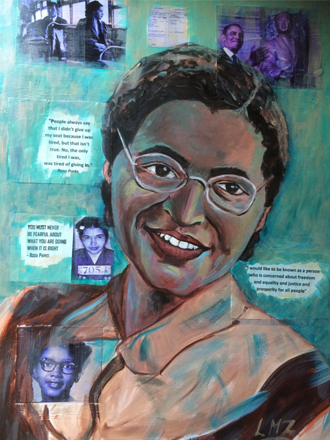 "People always say
that I didn't give up
my seat because I was
tired, but that isn't
true. No, the only
tired I was,
was tired of giving in."
Rosa Parks
YOU MUST NEVER
BE FEARFUL ABOUT
WHAT YOU ARE DOING
WHEN IT IS RIGHT
- Rosa Parks
7053
"I would like to be known as a person
who is concerned about freedom
and equality and justice and
prosperity for all people"
LMZ